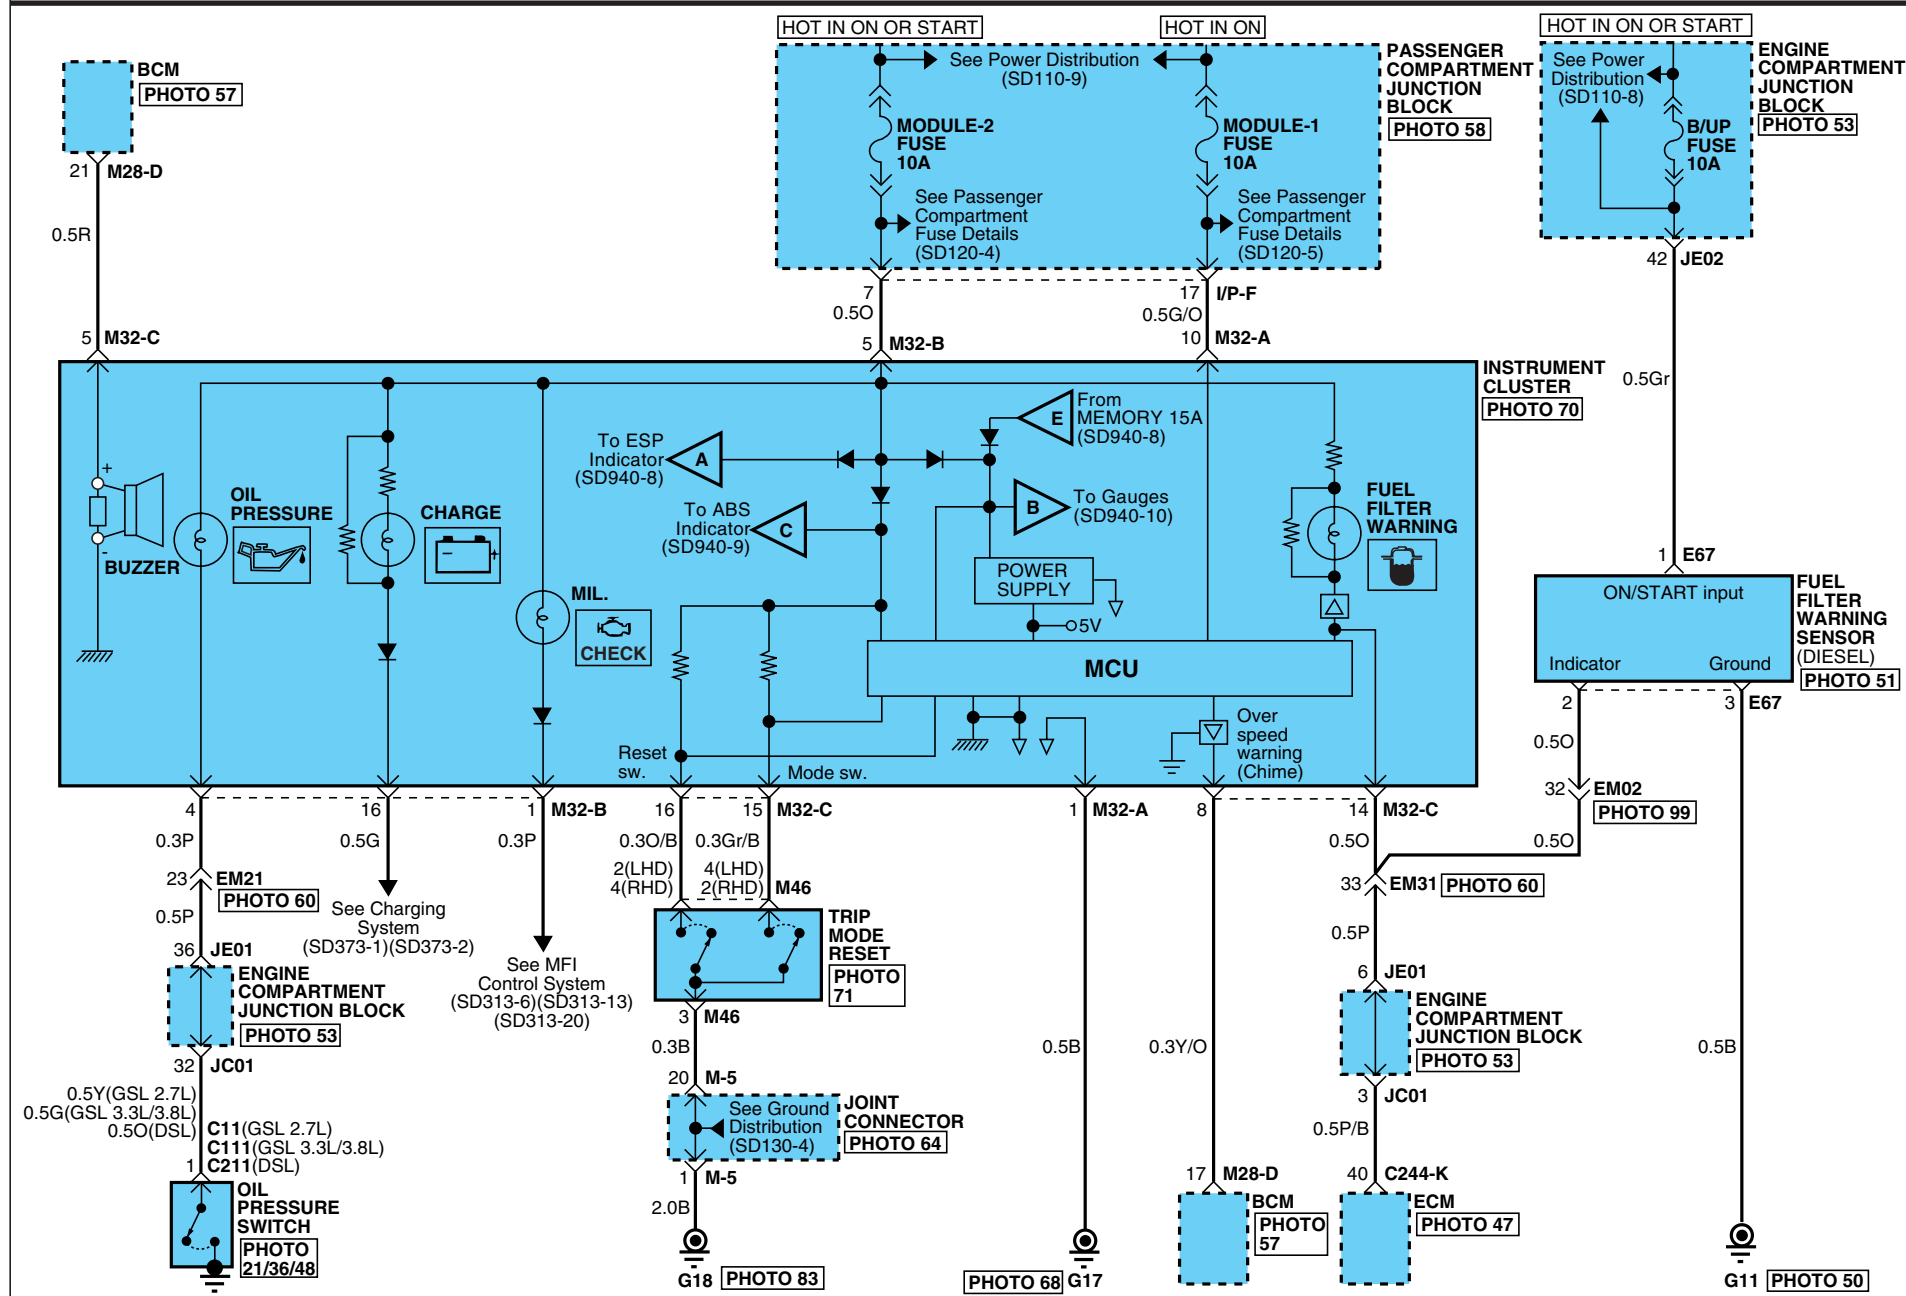 HOT IN ON OR START
HOT IN ON
HOT IN ON OR START
BCM
PHOTO 57
21 M28-D
0.5R
5 M32-C
See Power Distribution
(SD110-9)
MODULE-2
FUSE
10A
See Passenger
Compartment
Fuse Details
(SD120-4)
MODULE-1
FUSE
10A
See Passenger
Compartment
Fuse Details
(SD120-5)
PASSENGER
COMPARTMENT
JUNCTION
BLOCK
PHOTO 58
See Power
Distribution
(SD110-8)
B/UP
FUSE
10A
ENGINE
COMPARTMENT
JUNCTION
BLOCK
PHOTO 53
42 JE02
7
0.5O
5 M32-B
17 I/P-F
0.5G/O
10 M32-A
0.5Gr
1 E67
INSTRUMENT
CLUSTER
PHOTO 70
+
-
BUZZER
OIL
PRESSURE
CHARGE
- +
MIL.
CHECK
To ESP
Indicator
(SD940-8)
A
To ABS
Indicator
(SD940-9)
C
E
From
MEMORY 15A
(SD940-8)
B
To Gauges
(SD940-10)
POWER
SUPPLY
5V
FUEL
FILTER
WARNING
MCU
Reset
sw.
Mode sw.
Over
speed
warning
(Chime)
ON/START input
Indicator
Ground
FUEL
FILTER
WARNING
SENSOR
(DIESEL)
PHOTO 51
2
3 E67
0.5O
32 EM02
PHOTO 99
0.5O
4
16
1 M32-B
16
15 M32-C
1 M32-A
8
14 M32-C
0.3P
0.5G
0.3P
0.3O/B
0.3Gr/B
0.5O
23 EM21
PHOTO 60
0.5P
36 JE01
ENGINE
COMPARTMENT
JUNCTION BLOCK
PHOTO 53
32 JC01
0.5Y(GSL 2.7L)
0.5G(GSL 3.3L/3.8L)
0.5O(DSL)
C11(GSL 2.7L)
C111(GSL 3.3L/3.8L)
1 C211(DSL)
OIL
PRESSURE
SWITCH
PHOTO
21/36/48
See Charging
System
(SD373-1)(SD373-2)
See MFI
Control System
(SD313-6)(SD313-13)
(SD313-20)
2(LHD)
4(RHD)
4(LHD)
2(RHD)
M46
TRIP
MODE
RESET
PHOTO
71
3 M46
0.3B
20 M-5
See Ground
Distribution
(SD130-4)
JOINT
CONNECTOR
PHOTO 64
1 M-5
2.0B
G18 PHOTO 83
0.5B
PHOTO 68 G17
0.3Y/O
17 M28-D
BCM
PHOTO
57
33 EM31 PHOTO 60
0.5P
6 JE01
ENGINE
COMPARTMENT
JUNCTION BLOCK
PHOTO 53
3 JC01
0.5P/B
40 C244-K
ECM
PHOTO 47
0.5B
G11 PHOTO 50